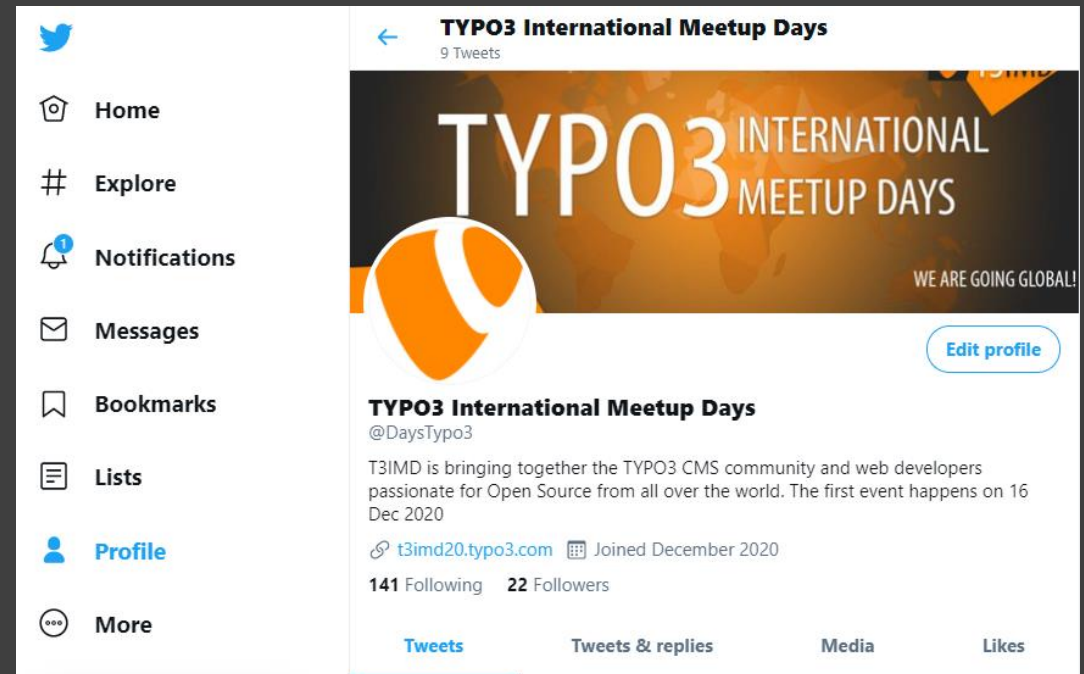 Home
Explore
1
Notifications
Messages
Bookmarks
Lists
Profile
More
TYPO3 International Meetup Days
9 Tweets
T3IMD
TYPO3 INTERNATIONAL
MEETUP DAYS
WE ARE GOING GLOBAL!
Edit profile
TYPO3 International Meetup Days
@DaysTypo3
T3IMD is bringing together the TYPO3 CMS community and web developers
passionate for Open Source from all over the world. The first event happens on 16
Dec 2020
t3imd20.typo3.com Joined December 2020
141 Following 22 Followers
Tweets Tweets & replies Media Likes